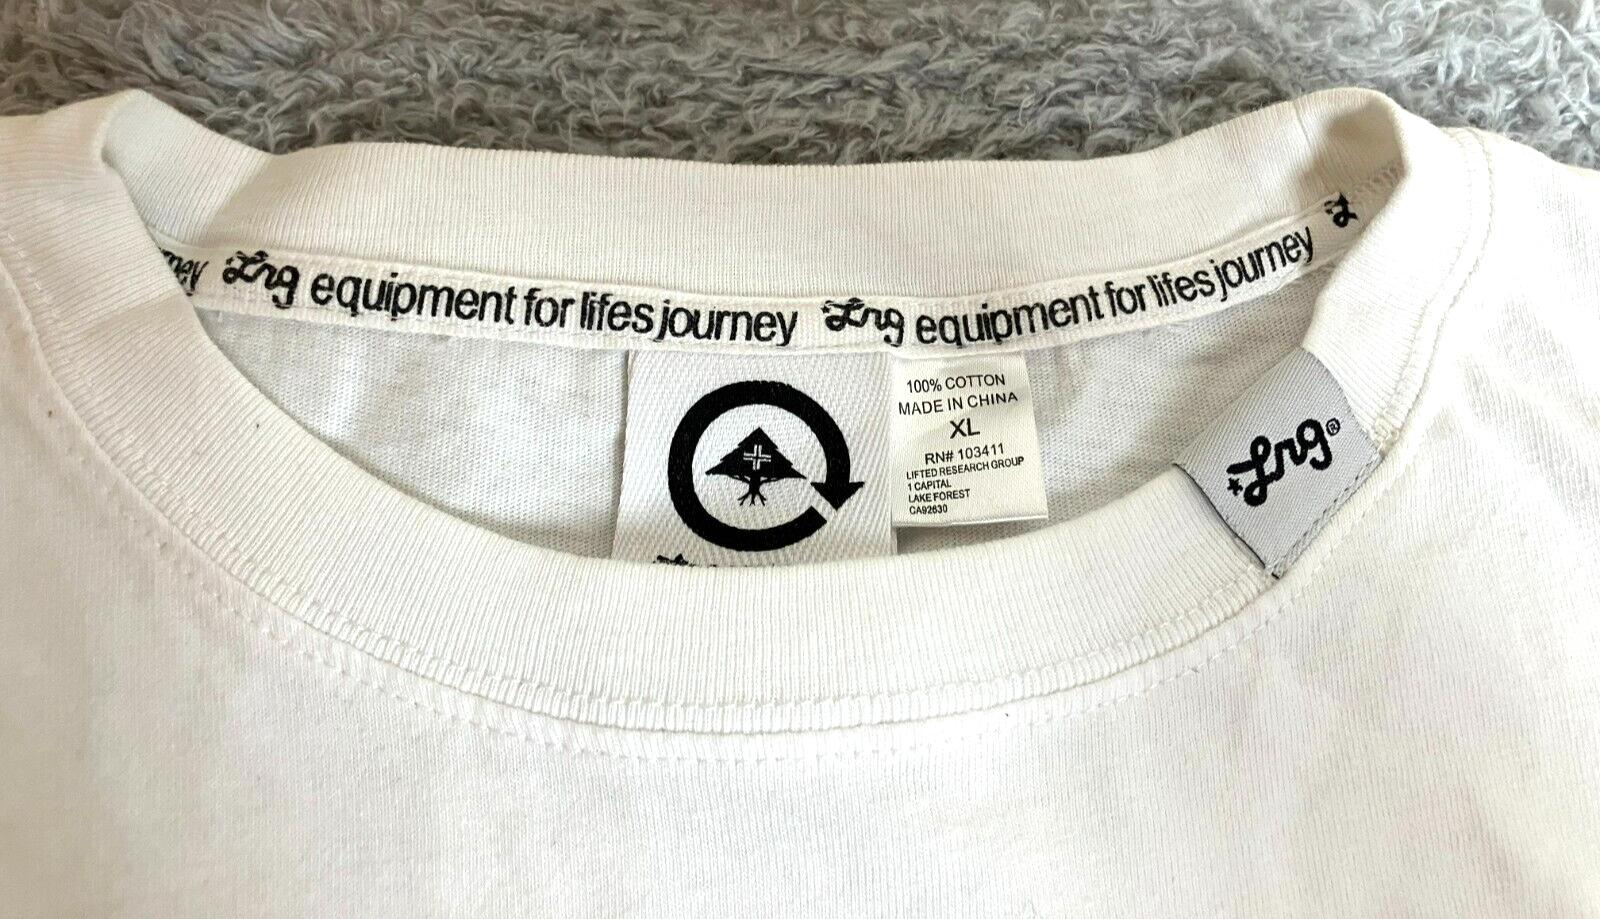 ney Lrg equipment for lifes journey Lrg equipment for lifes journey L
100% COTTON
MADE IN CHINA
XL
RN# 103411
LIFTED RESEARCH GROUP
1 CAPITAL
LAKE FOREST
CA92630
Lrg®